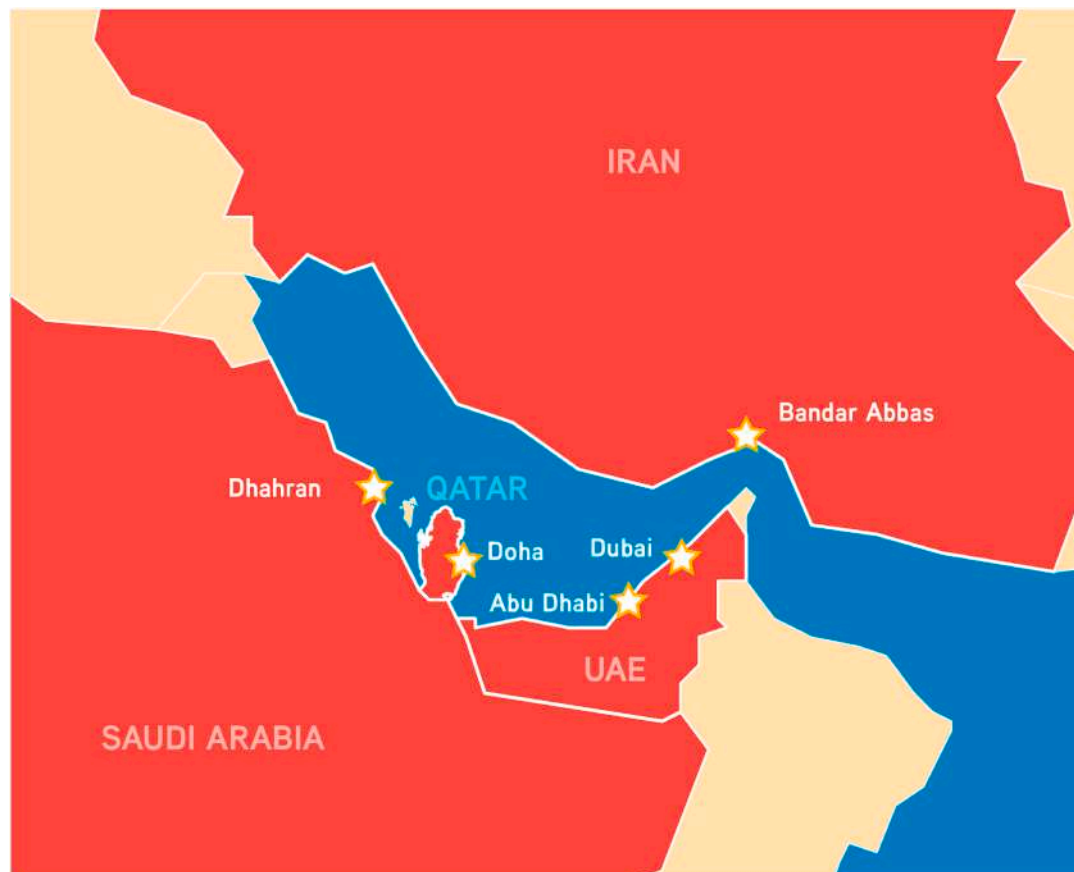 IRAN
Bandar Abbas
Dhahran
QATAR
Doha
Dubai
Abu Dhabi
UAE
SAUDI ARABIA